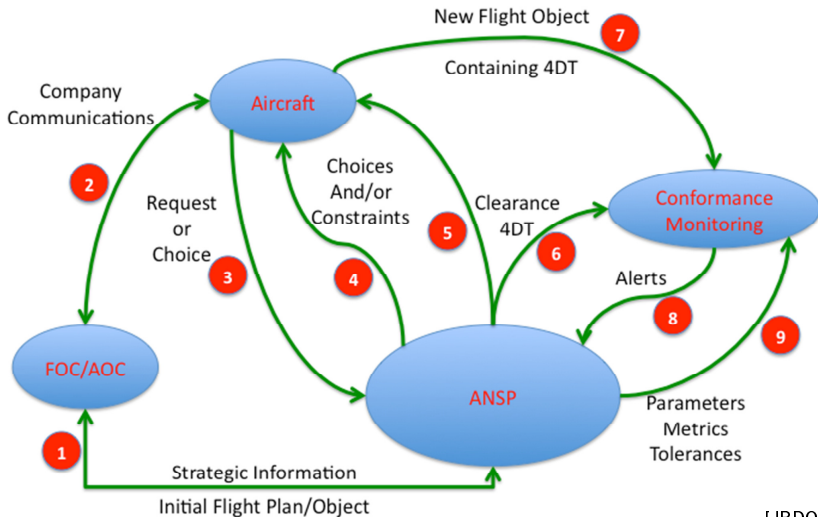 New Flight Object
7
Containing 4DT
Aircraft
Company
Communications
2
Request
or
Choice
3
Choices
And/or
Constraints
4
5
Clearance
4DT
6
Conformance
Monitoring
Alerts
8
9
FOC/AOC
ANSP
Parameters
Metrics
Tolerances
1
Strategic Information
Initial Flight Plan/Object